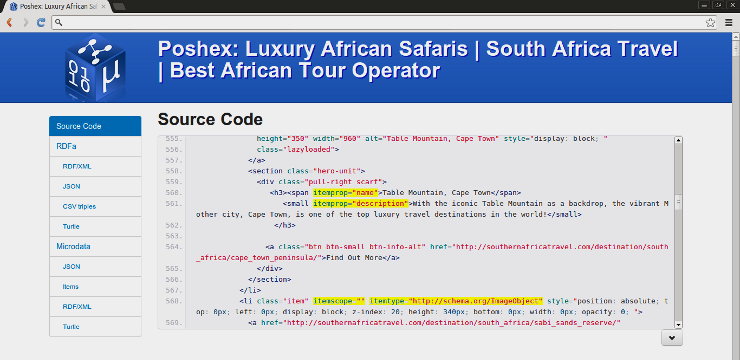 Poshex: Luxury African Saf
Poshex: Luxury African Safaris | South Africa Travel
| Best African Tour Operator
Source Code
RDFa
RDF/XML
JSON
CSV triples
Turtle
Microdata
JSON
Items
RDF/XML
Turtle
Source Code
555. height="350" width="960" alt="Table Mountain, Cape Town" style="display: block; "
556. class="lazyloaded">
557. </a>
558. <section class="hero-unit">
559. <div class="pull-right scarf">
560. <h3><span itemprop="name">Table Mountain, Cape Town</span>
561. <small itemprop="description">With the iconic Table Mountain as a backdrop, the vibrant M
other city, Cape Town, is one of the top luxury travel destinations in the world!</small>
562. </h3>
563.
564. <a class="btn btn-small btn-info-alt" href="http://southernafricatravel.com/destination/south
_africa/cape_town_peninsula/">Find Out More</a>
565. </div>
566. </section>
567. </li>
568. <li class="item" itemscope="" itemtype="http://schema.org/ImageObject" style="position: absolute; t
op: 0px; left: 0px; display: block; z-index: 20; height: 340px; bottom: 0px; width: 0px; opacity: 0; ">
569. <a href="http://southernafricatravel.com/destination/south_africa/sabi_sands_reserve/"